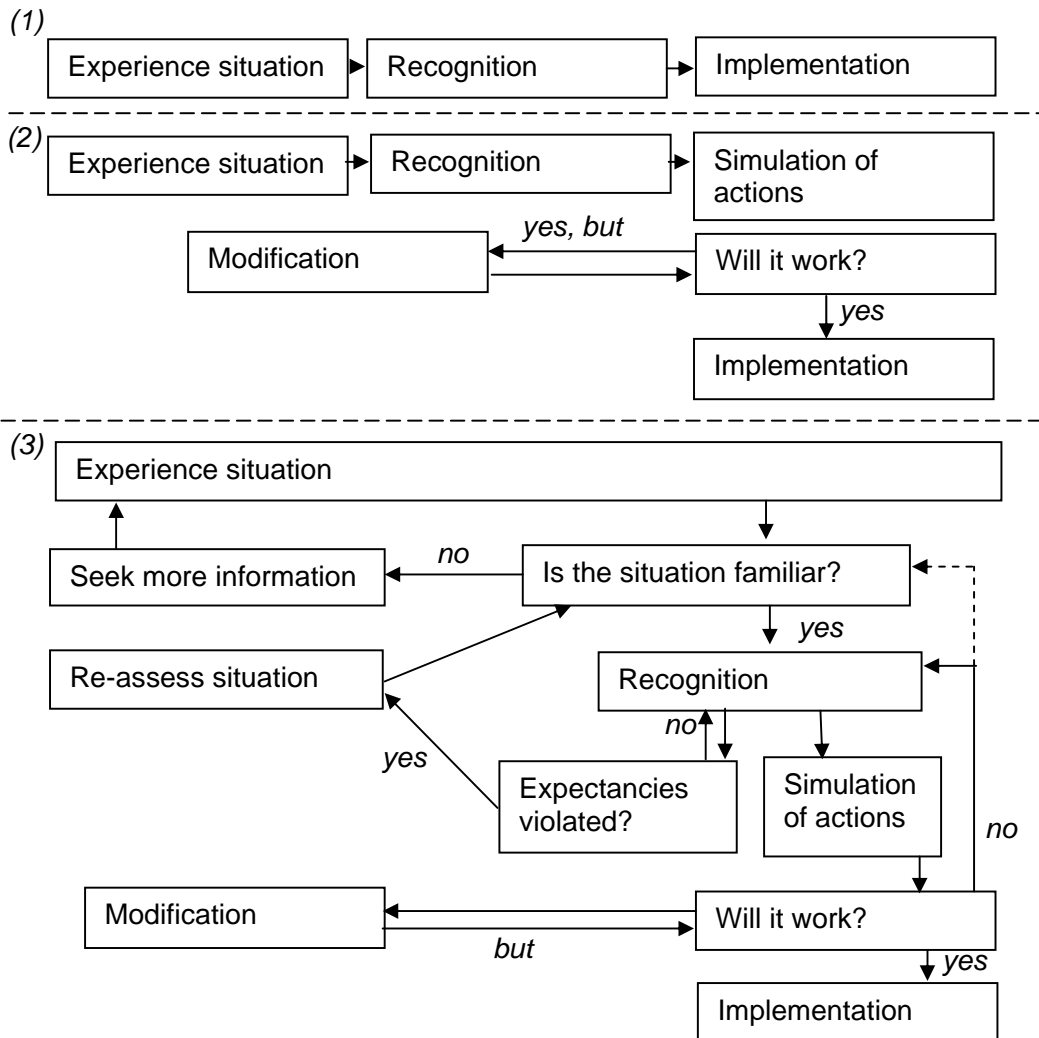 (1)
Experience situation
Recognition
Implementation
(2)
Experience situation
Recognition
Simulation of
actions
yes, but
Modification
Will it work?
yes
Implementation
(3)
Experience situation
no
Seek more information
Is the situation familiar?
yes
Re-assess situation
Recognition
no
yes
Expectancies
violated?
Simulation
of actions
no
Modification
Will it work?
but
yes
Implementation